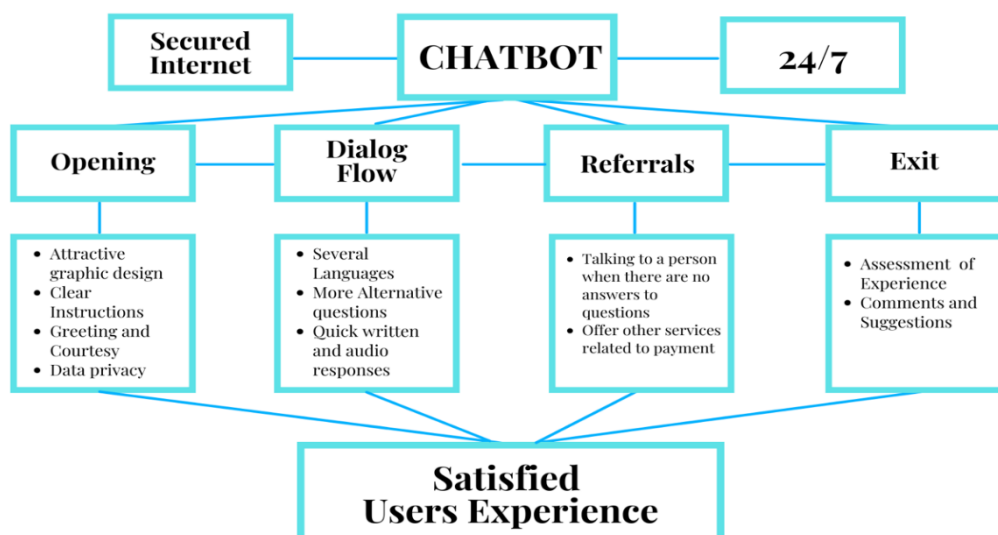 Secured
Internet
CHATBOT
24/7
Opening
Dialog
Flow
Referrals
Exit
• Attractive
graphic design
• Clear
Instructions
• Greeting and
Courtesy
• Data privacy
• Several
Languages
• More Alternative
questions
• Quick written
and audio
responses
• Talking to a person
when there are no
answers to
questions
• Offer other services
related to payment
• Assessment of
Experience
• Comments and
Suggestions
Satisfied
Users Experience